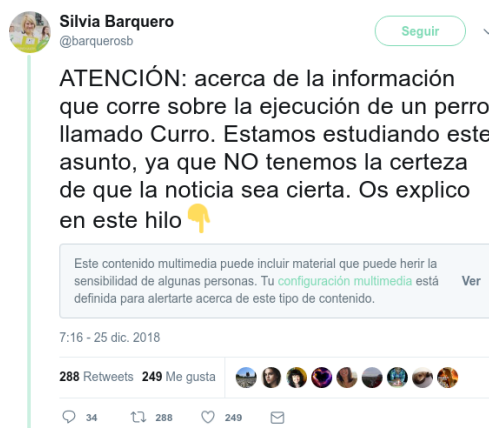 Silvia Barquero
@barquerosb
Seguir
ATENCIÓN: acerca de la información
que corre sobre la ejecución de un perro
llamado Curro. Estamos estudiando este
asunto, ya que NO tenemos la certeza
de que la noticia sea cierta. Os explico
en este hilo👇
Este contenido multimedia puede incluir material que puede herir la
sensibilidad de algunas personas. Tu configuración multimedia está
definida para alertarte acerca de este tipo de contenido.
Ver
7:16 - 25 dic. 2018
288 Retweets 249 Me gusta
34 288 249